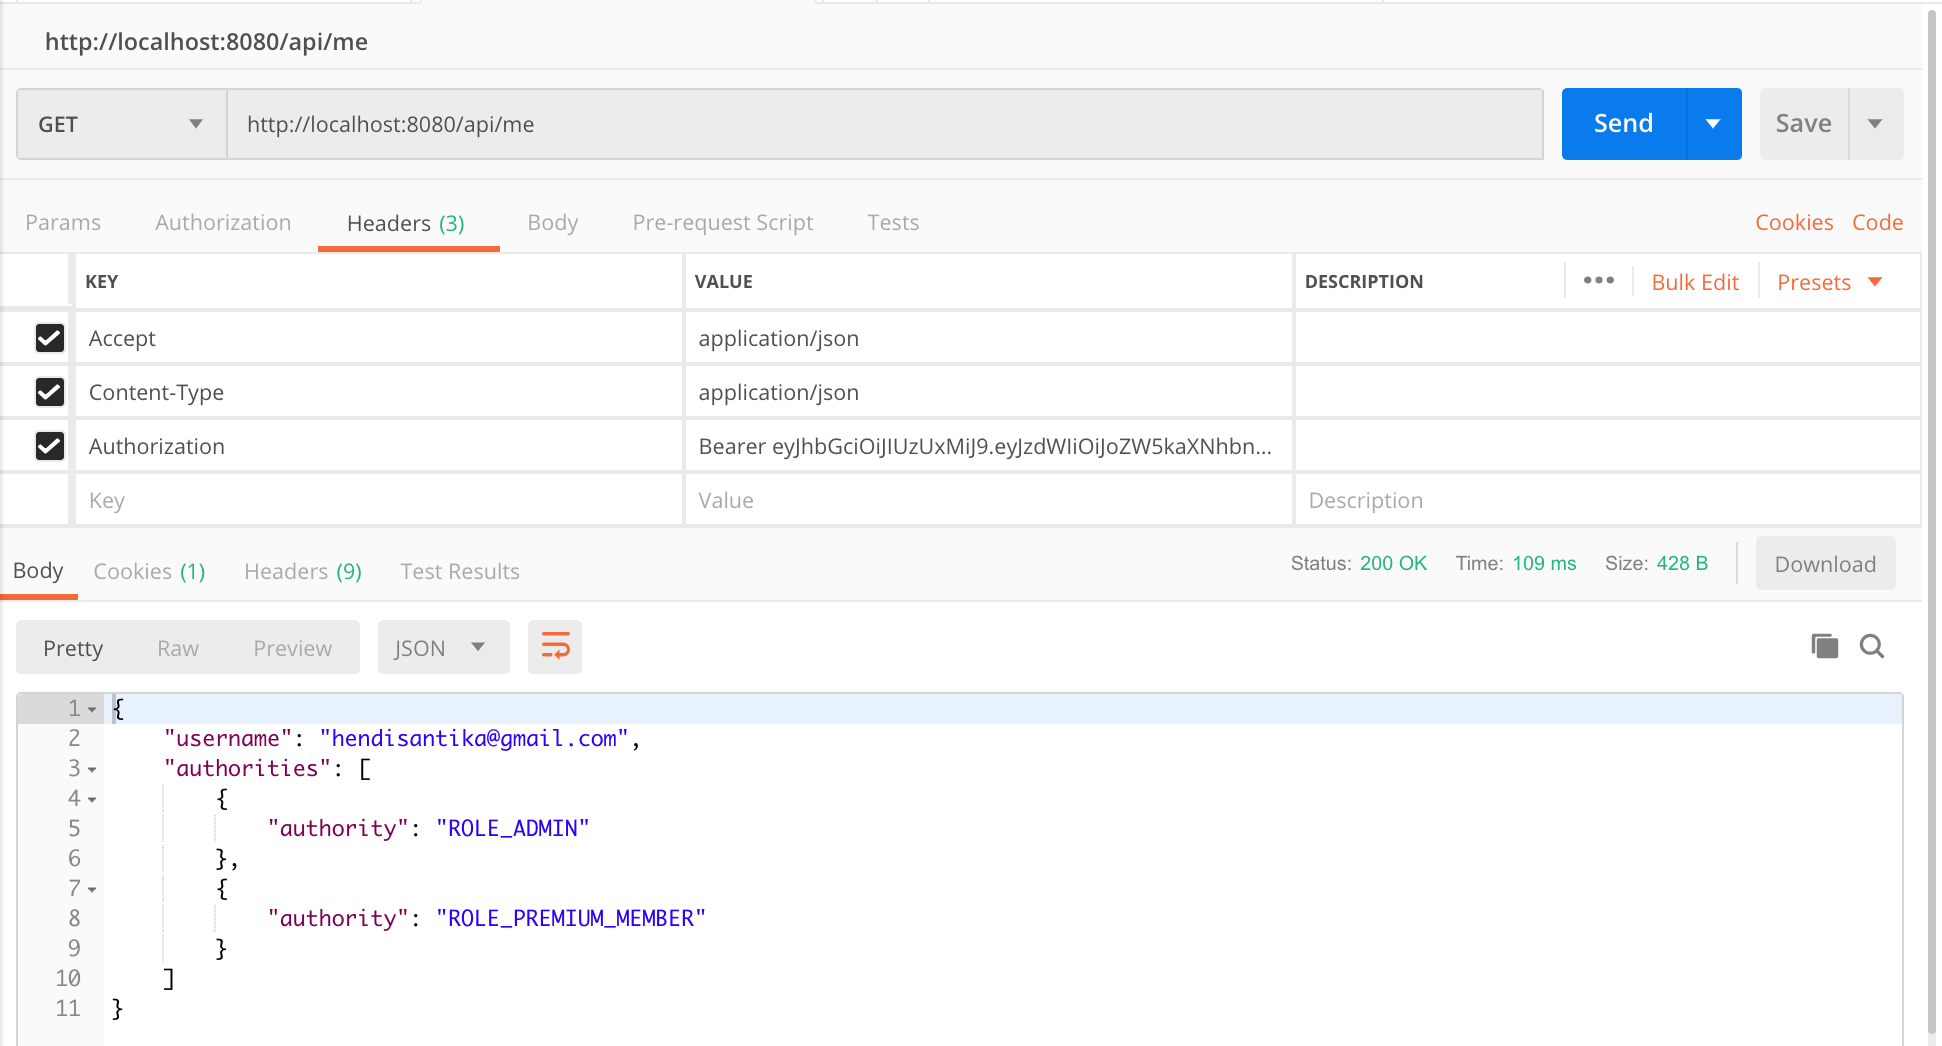 http://localhost:8080/api/me
GET http://localhost:8080/api/me Send Save
Params Authorization Headers (3) Body Pre-request Script Tests Cookies Code
KEY VALUE DESCRIPTION ••• Bulk Edit Presets
Accept application/json
Content-Type application/json
Authorization Bearer eyJhbGciOiJIUzUxMiJ9.eyJzdWIiOiJoZW5kaXNhbn...
Key Value Description
Body Cookies (1) Headers (9) Test Results Status: 200 OK Time: 109 ms Size: 428 B Download
Pretty Raw Preview JSON
1 {
2 "username": "hendisantika@gmail.com",
3 "authorities": [
4 {
5 "authority": "ROLE_ADMIN"
6 },
7 {
8 "authority": "ROLE_PREMIUM_MEMBER"
9 }
10 ]
11 }